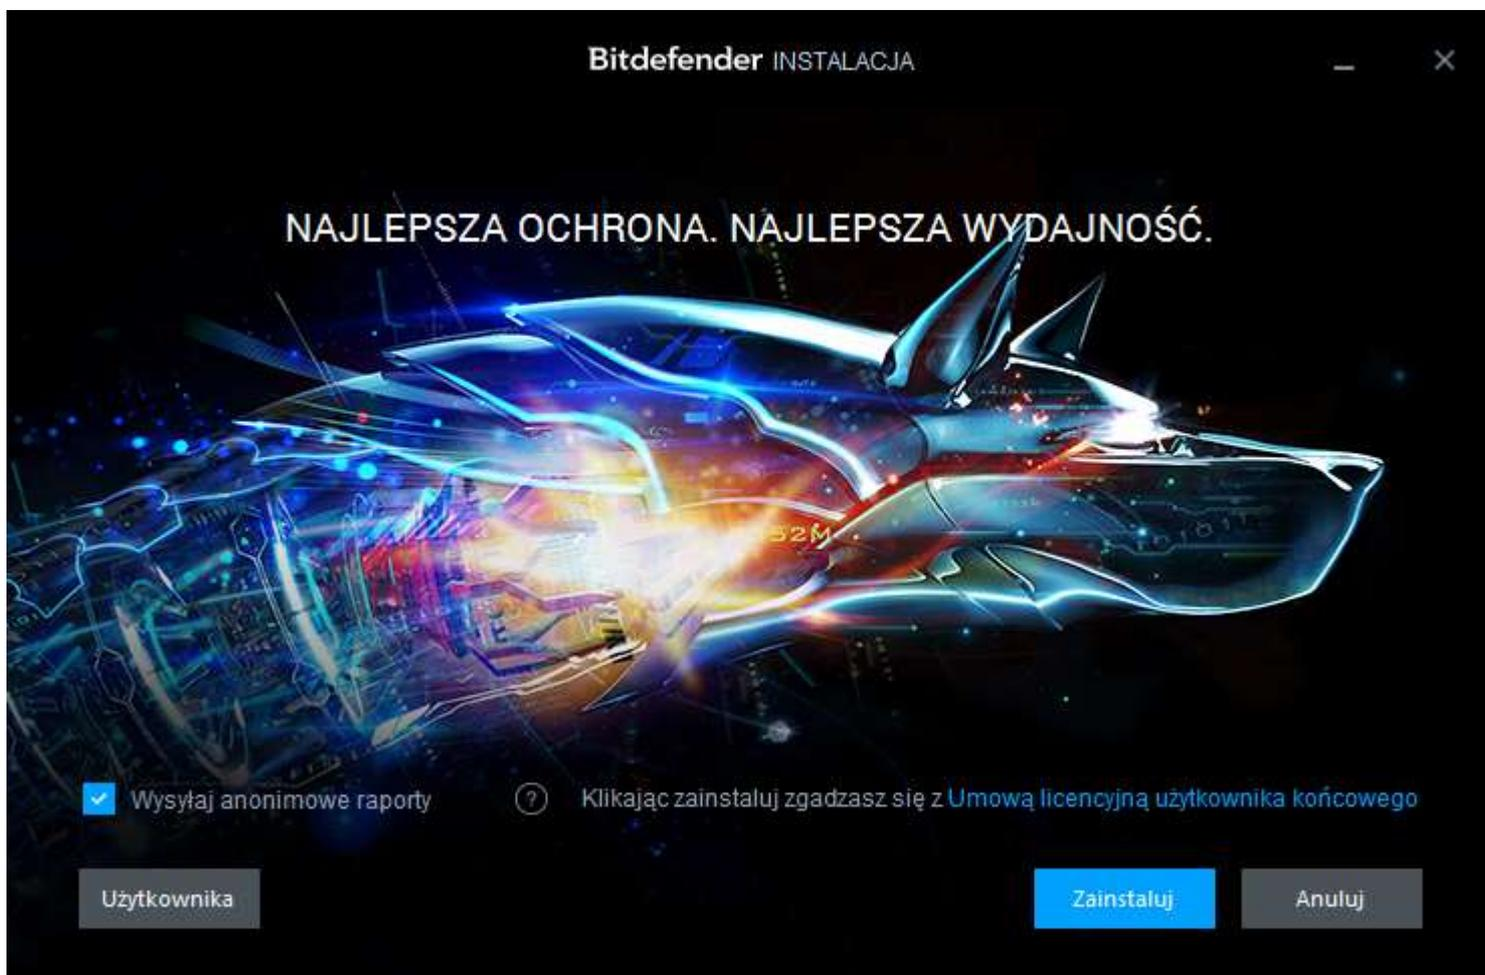 Bitdefender INSTALACJA
NAJLEPSZA OCHRONA. NAJLEPSZA WYDAJNOŚĆ.
52M
Wysyłaj anonimowe raporty
? Klikając zainstaluj zgadzasz się z Umową licencyjną użytkownika końcowego
Użytkownika
Zainstaluj
Anuluj